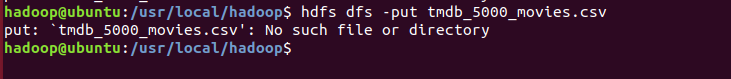 hadoop@ubuntu:/usr/local/hadoop$ hdfs dfs -put tmdb_5000_movies.csv
put: `tmdb_5000_movies.csv': No such file or directory
hadoop@ubuntu:/usr/local/hadoop$